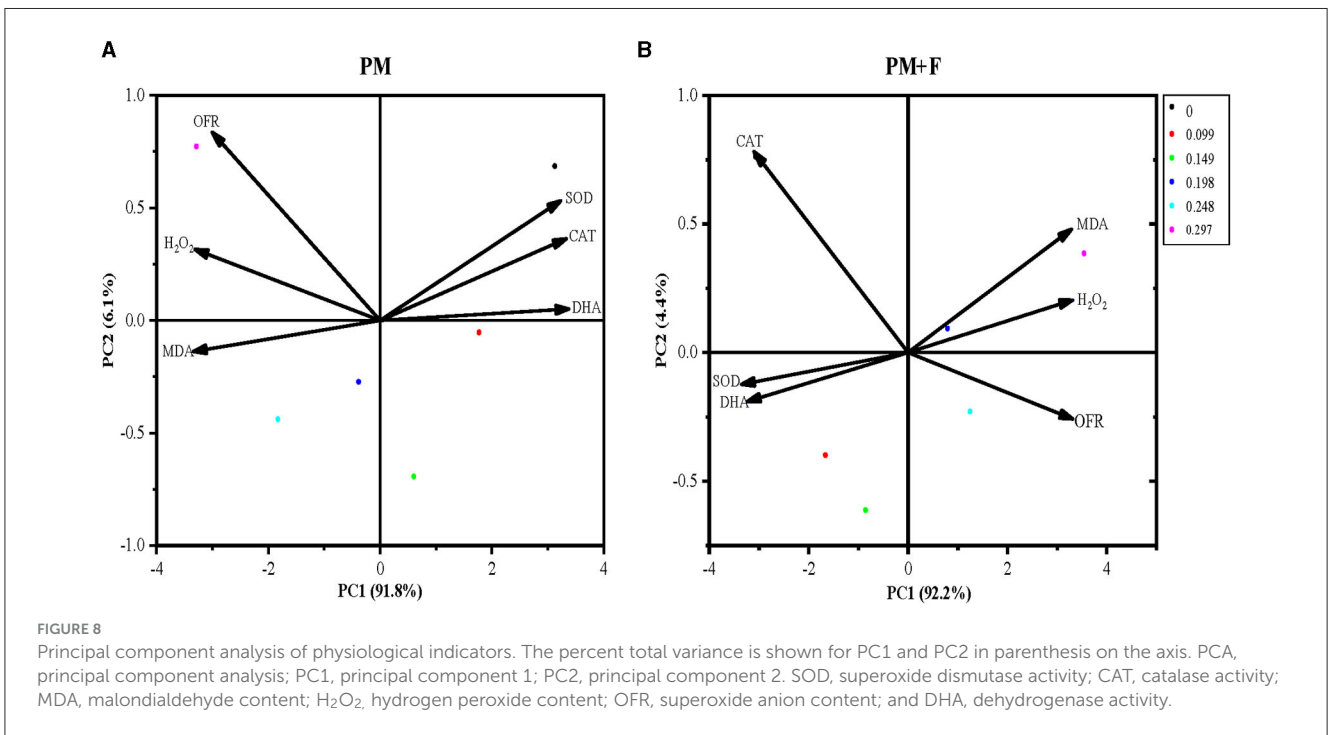 A
PM
1.0
0.5
0.0
-0.5
-1.0
PC2 (6.1%)
OFR
H₂O₂
MDA
SOD
CAT
DHA
-4
-2
0
2
4
PC1 (91.8%)
B
PM+F
1.0
0.5
0.0
-0.5
PC2 (4.4%)
CAT
MDA
H₂O₂
SOD
DHA
OFR
-4
-2
0
2
4
PC1 (92.2%)
0
0.099
0.149
0.198
0.248
0.297
FIGURE 8
Principal component analysis of physiological indicators. The percent total variance is shown for PC1 and PC2 in parenthesis on the axis. PCA,
principal component analysis; PC1, principal component 1; PC2, principal component 2. SOD, superoxide dismutase activity; CAT, catalase activity;
MDA, malondialdehyde content; H₂O₂, hydrogen peroxide content; OFR, superoxide anion content; and DHA, dehydrogenase activity.